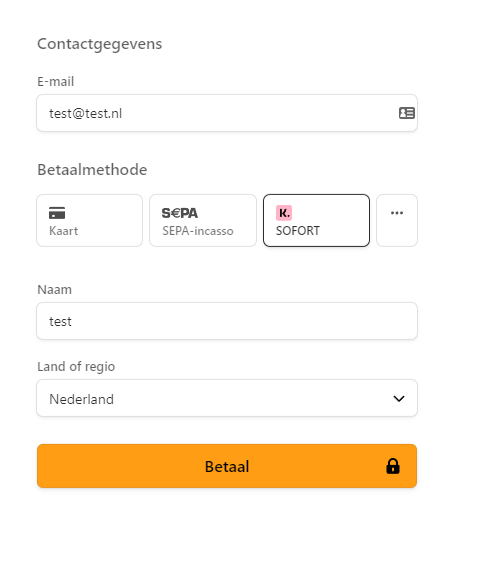 Contactgegevens
E-mail
test@test.nl
Betaalmethode
Kaart
S€PA
SEPA-incasso
K.
SOFORT
...
Naam
test
Land of regio
Nederland
Betaal